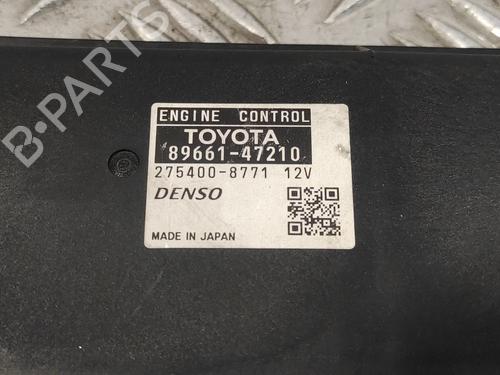 ENGINE CONTROL
TOYOTA
89661-47210
275400-8771 12V
DENSO
MADE IN JAPAN
B-PARTS